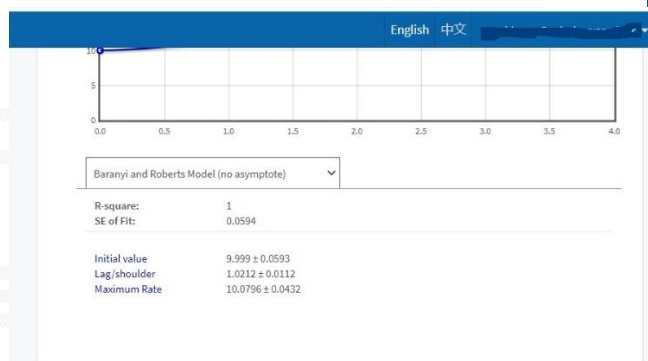 English 中文
10
5
0
0.0 0.5 1.0 1.5 2.0 2.5 3.0 3.5 4.0
Baranyi and Roberts Model (no asymptote)
R-square: 1
SE of Fit: 0.0594
Initial value 9.999 ± 0.0593
Lag/shoulder 1.0212 ± 0.0112
Maximum Rate 10.0796 ± 0.0432